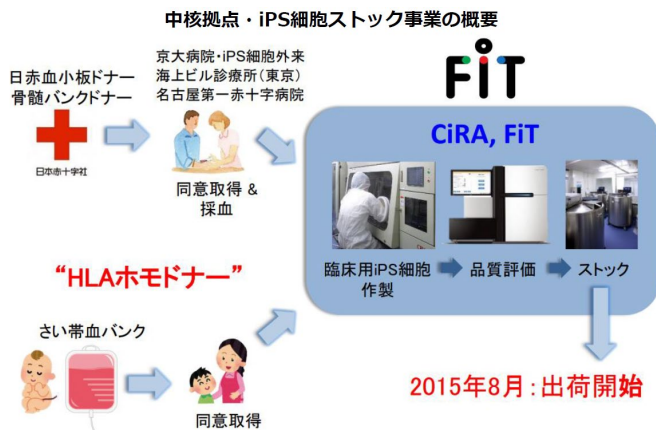 中核拠点・iPS細胞ストック事業の概要
日赤血小板ドナー
骨髄バンクドナー
日本赤十字社
京大病院・iPS細胞外来
海上ビル診療所(東京)
名古屋第一赤十字病院
同意取得 &
採血
FiT
CiRA, FiT
臨床用iPS細胞
作製
品質評価
ストック
“HLAホモドナー”
さい帯血バンク
同意取得
2015年8月:出荷開始